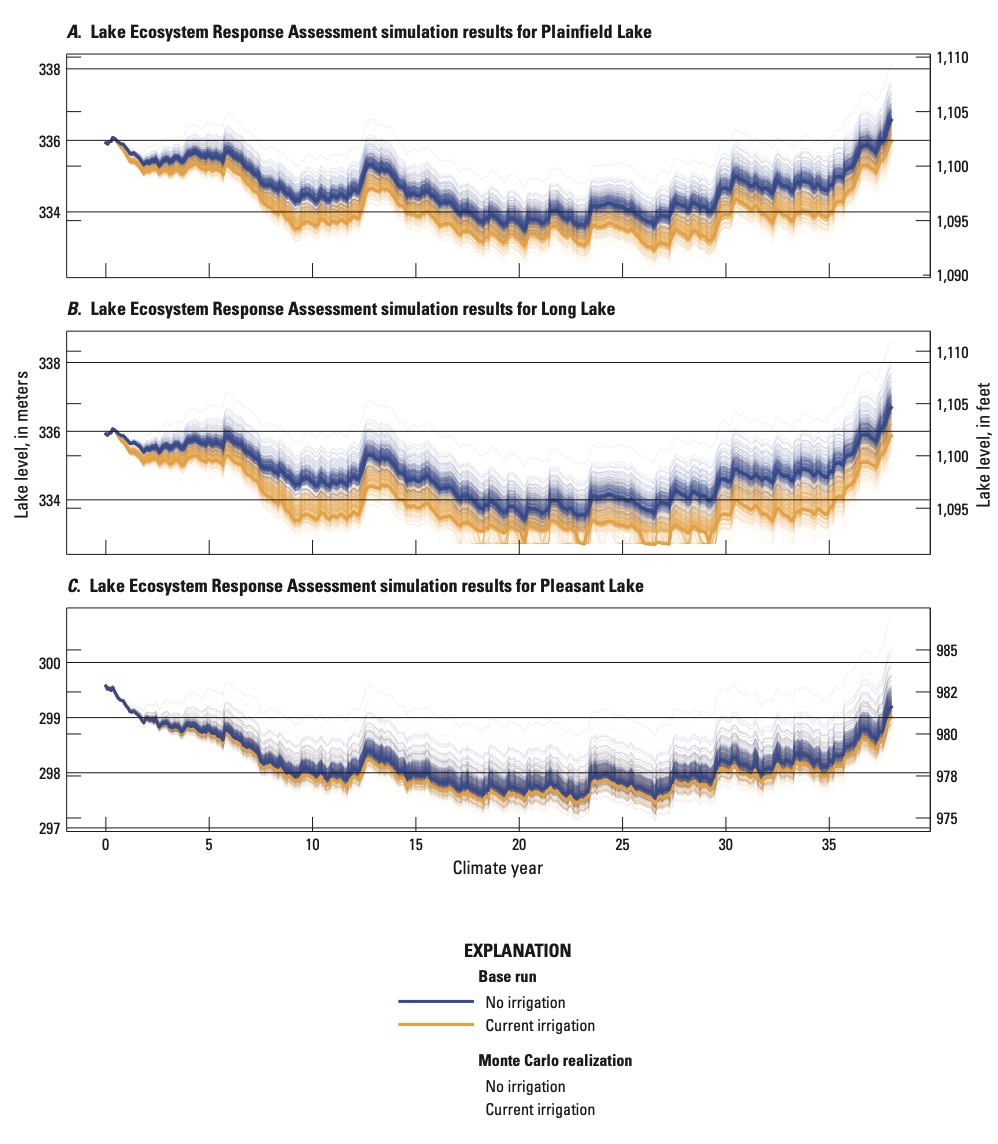 A. Lake Ecosystem Response Assessment simulation results for Plainfield Lake
338
336
334
1,110
1,105
1,100
1,095
1,090
B. Lake Ecosystem Response Assessment simulation results for Long Lake
Lake level, in meters
338
336
334
1,110
1,105
1,100
1,095
Lake level, in feet
C. Lake Ecosystem Response Assessment simulation results for Pleasant Lake
300
299
298
297
985
982
980
978
975
0 5 10 15 20 25 30 35
Climate year
EXPLANATION
Base run
No irrigation
Current irrigation
Monte Carlo realization
No irrigation
Current irrigation